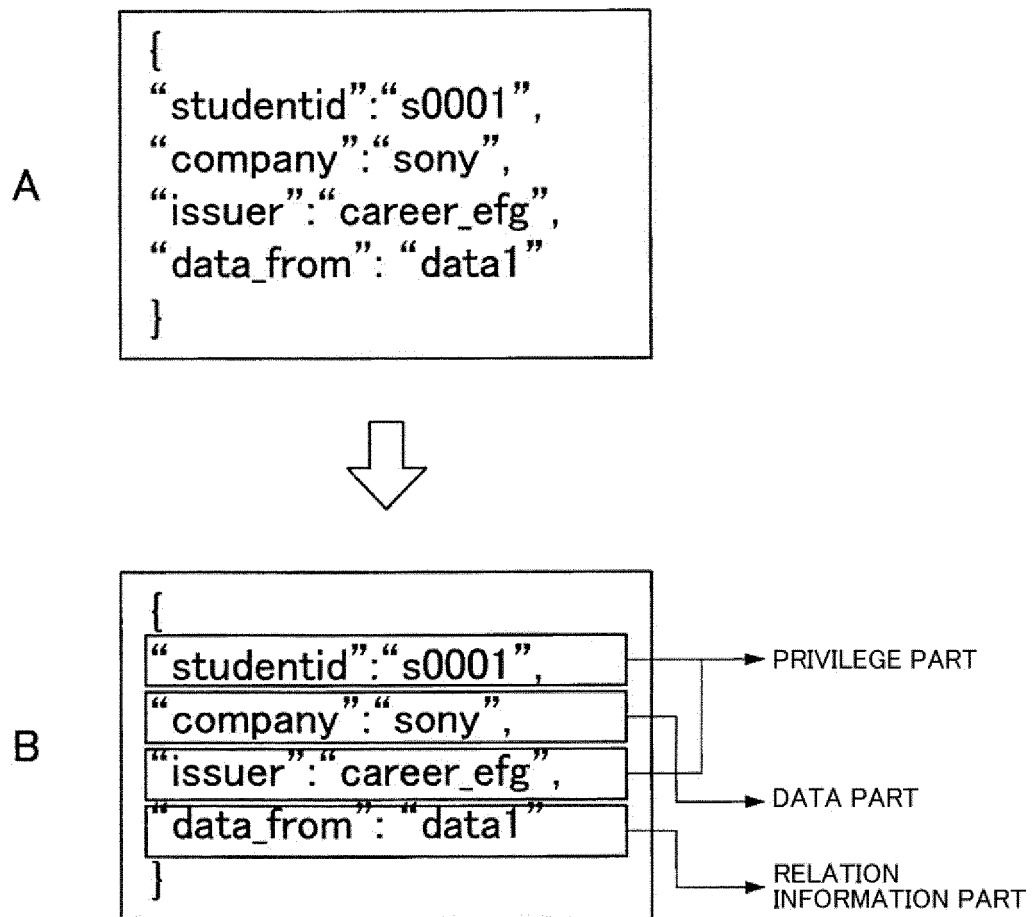 A
{
“studentid”:“s0001”,
“company”:“sony”,
“issuer”:“career_efg”,
“data_from”: “data1”
}
B
{
“studentid”:“s0001”,
“company”:“sony”,
“issuer”:“career_efg”,
“data_from”: “data1”
}
PRIVILEGE PART
DATA PART
RELATION
INFORMATION PART